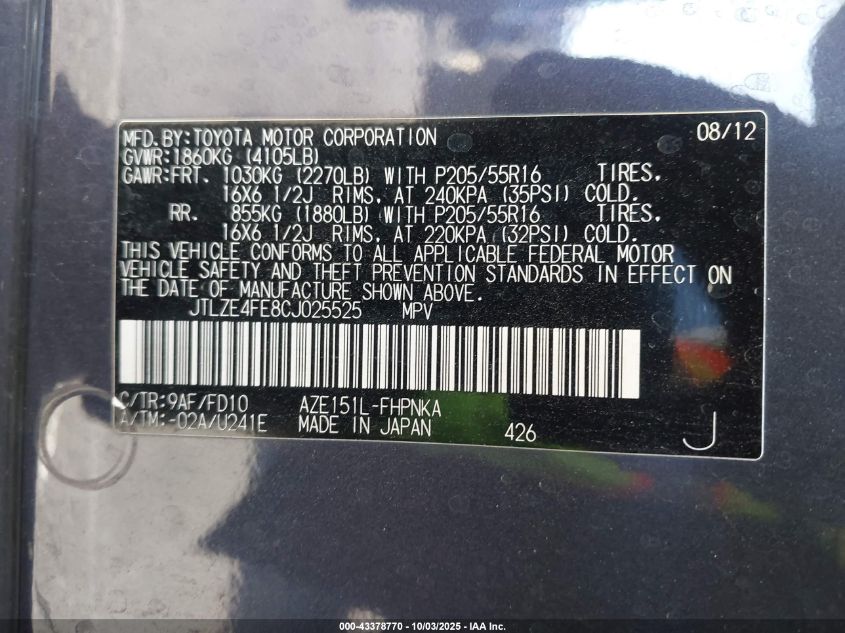 MFD. BY: TOYOTA MOTOR CORPORATION 08/12
GVWR: 1860KG (4105LB)
GAWR: FRT. 1030KG (2270LB) WITH P205/55R16 TIRES.
16X6 1/2J RIMS. AT 240KPA (35PSI) COLD.
RR. 855KG (1880LB) WITH P205/55R16 TIRES.
16X6 1/2J RIMS. AT 220KPA (32PSI) COLD.
THIS VEHICLE CONFORMS TO ALL APPLICABLE FEDERAL MOTOR
VEHICLE SAFETY AND THEFT PREVENTION STANDARDS IN EFFECT ON
THE DATE OF MANUFACTURE SHOWN ABOVE.
JTLZE4FE8CJ025525 MPV
C/TR: 9AF/FD10 AZE151L-FHPNKA
A/TM: -02A/U241E MADE IN JAPAN 426 J
000-43378770 - 10/03/2025 - IAA Inc.